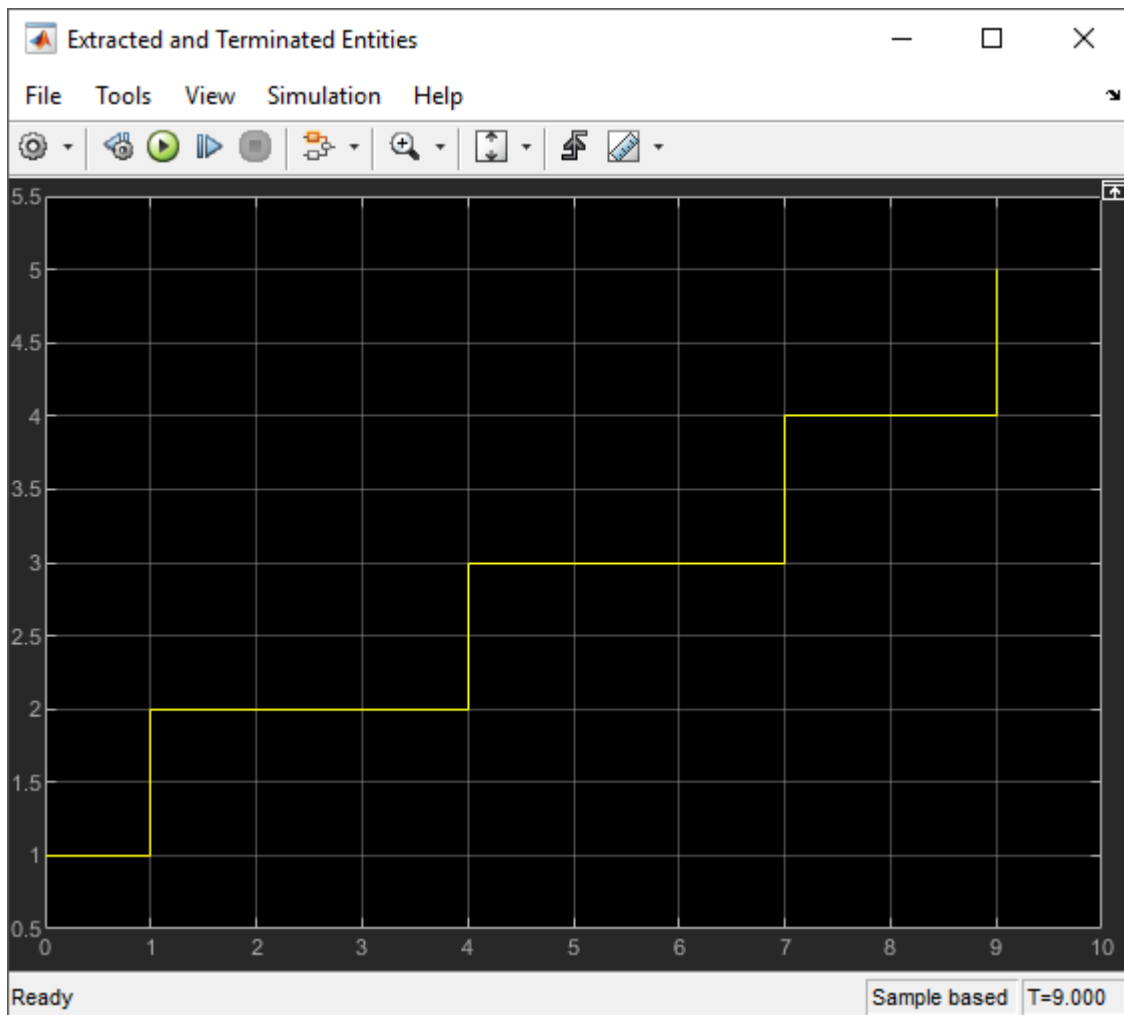 Extracted and Terminated Entities
File Tools View Simulation Help
5.5
5
4.5
4
3.5
3
2.5
2
1.5
1
0.5
0 1 2 3 4 5 6 7 8 9 10
Ready Sample based T=9.000